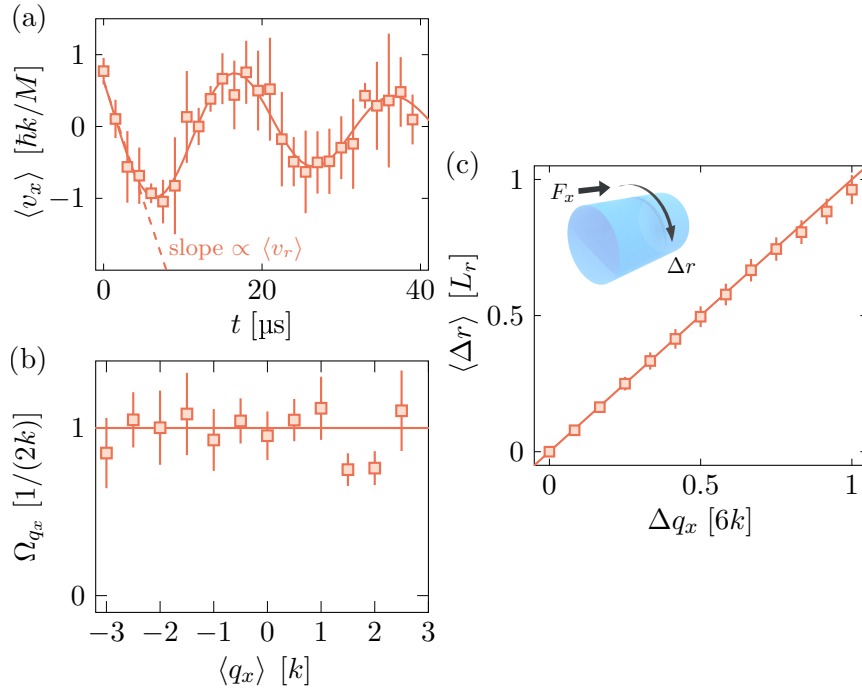 (a)
1
0
−1
⟨v_x⟩ [ħk/M]
slope ∝ ⟨v_r⟩
0
20
40
t [µs]
(b)
1
0
Ω_{q_x} [1/(2k)]
−3
−2
−1
0
1
2
3
⟨q_x⟩ [k]
(c)
1
0.5
0
⟨Δr⟩ [L_r]
F_x
Δr
0
0.5
1
Δq_x [6k]